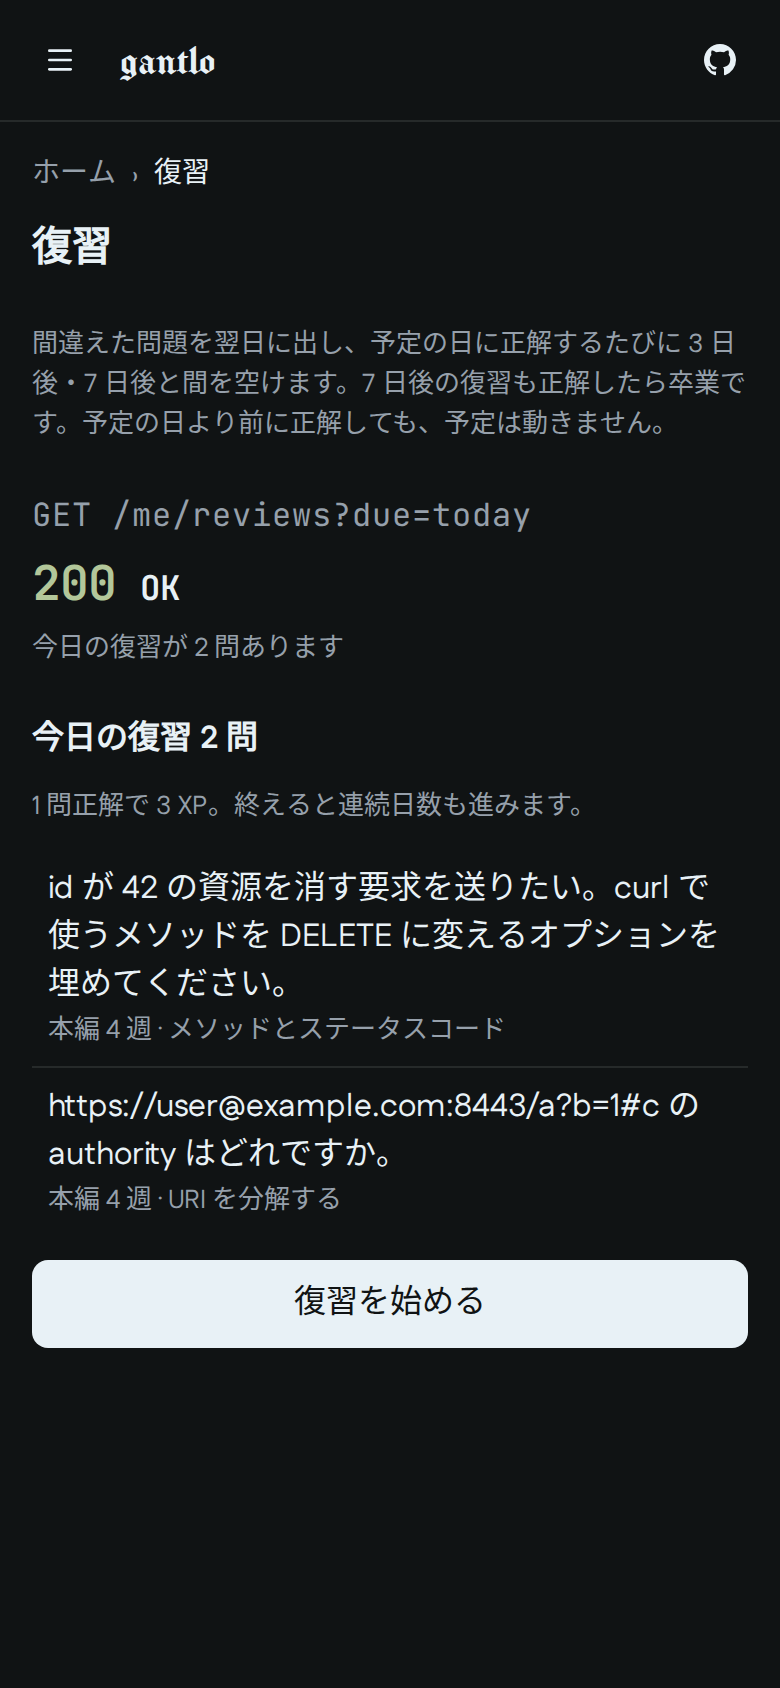 gantlo
ホーム › 復習
復習
間違えた問題を翌日に出し、予定の日に正解するたびに 3 日
後・7 日後と間を空けます。7 日後の復習も正解したら卒業で
す。予定の日より前に正解しても、予定は動きません。
GET /me/reviews?due=today
200 OK
今日の復習が 2 問あります
今日の復習 2 問
1 問正解で 3 XP。終えると連続日数も進みます。
id が 42 の資源を消す要求を送りたい。curl で
使うメソッドを DELETE に変えるオプションを
埋めてください。
本編 4 週 · メソッドとステータスコード
https://user@example.com:8443/a?b=1#c の
authority はどれですか。
本編 4 週 · URI を分解する
復習を始める